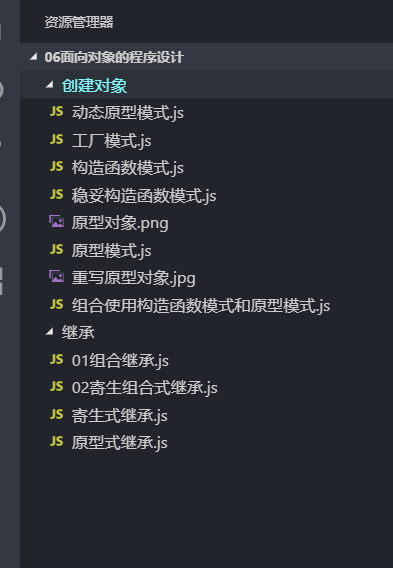 资源管理器
06面向对象的程序设计
创建对象
JS 动态原型模式.js
JS 工厂模式.js
JS 构造函数模式.js
JS 稳妥构造函数模式.js
原型对象.png
JS 原型模式.js
重写原型对象.jpg
JS 组合使用构造函数模式和原型模式.js
继承
JS 01组合继承.js
JS 02寄生组合式继承.js
JS 寄生式继承.js
JS 原型式继承.js